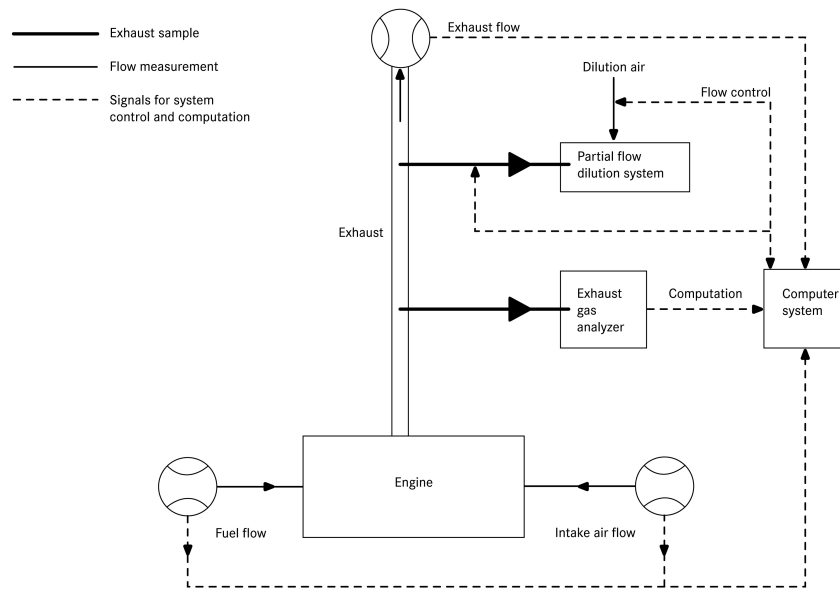 Exhaust flow
Exhaust sample
Flow measurement
Dilution air
Signals for system
control and computation
Flow control
Partial flow
dilution system
Exhaust
Exhaust
gas
analyzer
Computation
Computer
system
Engine
Fuel flow
Intake air flow